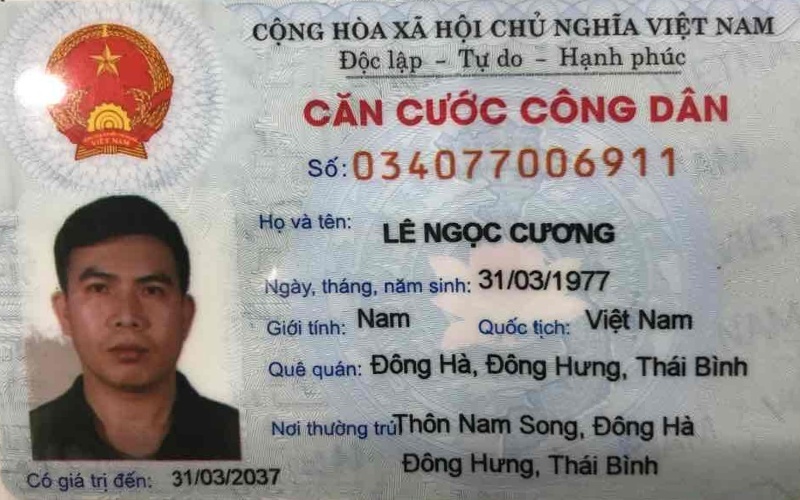 CỘNG HÒA XÃ HỘI CHỦ NGHĨA VIỆT NAM
Độc lập - Tự do - Hạnh phúc
CĂN CƯỚC CÔNG DÂN
Số: 034077006911
Họ và tên: LÊ NGỌC CƯƠNG
Ngày, tháng, năm sinh: 31/03/1977
Giới tính: Nam Quốc tịch: Việt Nam
Quê quán: Đông Hà, Đông Hưng, Thái Bình
Nơi thường trú: Thôn Nam Song, Đông Hà
Đông Hưng, Thái Bình
Có giá trị đến: 31/03/2037
VIỆT NAM